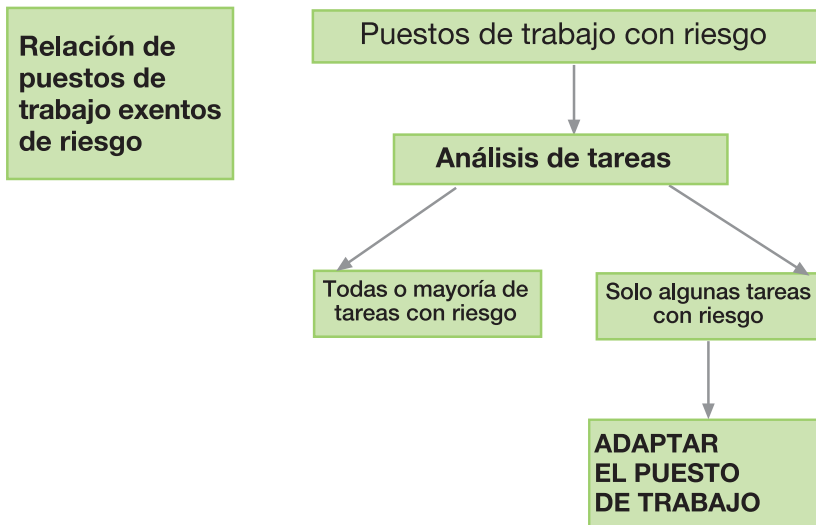 Relación de
puestos de
trabajo exentos
de riesgo
Puestos de trabajo con riesgo
Análisis de tareas
Todas o mayoría de
tareas con riesgo
Solo algunas tareas
con riesgo
ADAPTAR
EL PUESTO
DE TRABAJO